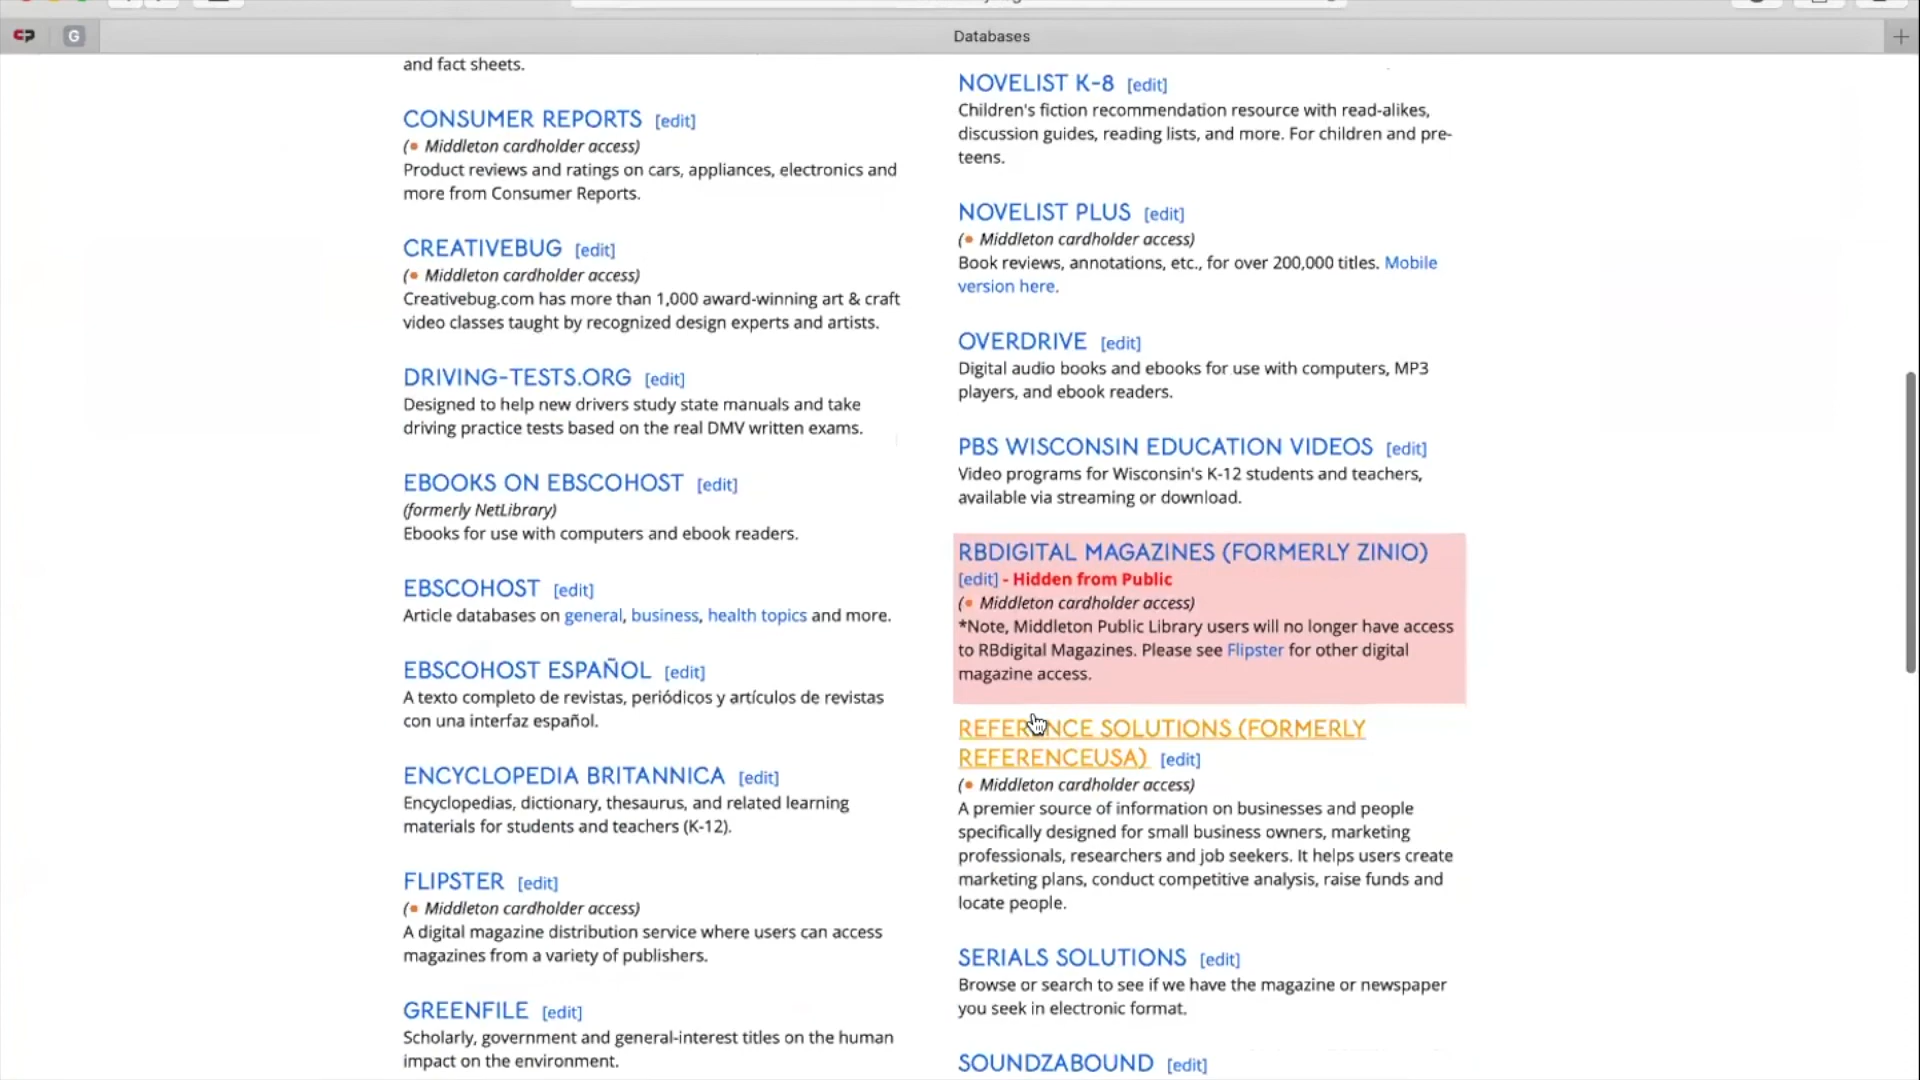 G
Databases
and fact sheets.
CONSUMER REPORTS [edit]
(• Middleton cardholder access)
Product reviews and ratings on cars, appliances, electronics and
more from Consumer Reports.
CREATIVEBUG [edit]
(• Middleton cardholder access)
Creativebug.com has more than 1,000 award-winning art & craft
video classes taught by recognized design experts and artists.
DRIVING-TESTS.ORG [edit]
Designed to help new drivers study state manuals and take
driving practice tests based on the real DMV written exams.
EBOOKS ON EBSCOHOST [edit]
(formerly NetLibrary)
Ebooks for use with computers and ebook readers.
EBSCOHOST [edit]
Article databases on general, business, health topics and more.
EBSCOHOST ESPAÑOL [edit]
A texto completo de revistas, periódicos y artículos de revistas
con una interfaz español.
ENCYCLOPEDIA BRITANNICA [edit]
Encyclopedias, dictionary, thesaurus, and related learning
materials for students and teachers (K-12).
FLIPSTER [edit]
(• Middleton cardholder access)
A digital magazine distribution service where users can access
magazines from a variety of publishers.
GREENFILE [edit]
Scholarly, government and general-interest titles on the human
impact on the environment.
NOVELIST K-8 [edit]
Children's fiction recommendation resource with read-alikes,
discussion guides, reading lists, and more. For children and pre-
teens.
NOVELIST PLUS [edit]
(• Middleton cardholder access)
Book reviews, annotations, etc., for over 200,000 titles. Mobile
version here.
OVERDRIVE [edit]
Digital audio books and ebooks for use with computers, MP3
players, and ebook readers.
PBS WISCONSIN EDUCATION VIDEOS [edit]
Video programs for Wisconsin's K-12 students and teachers,
available via streaming or download.
RBDIGITAL MAGAZINES (FORMERLY ZINIO)
[edit] - Hidden from Public
(• Middleton cardholder access)
*Note, Middleton Public Library users will no longer have access
to RBdigital Magazines. Please see Flipster for other digital
magazine access.
REFERENCE SOLUTIONS (FORMERLY
REFERENCEUSA) [edit]
(• Middleton cardholder access)
A premier source of information on businesses and people
specifically designed for small business owners, marketing
professionals, researchers and job seekers. It helps users create
marketing plans, conduct competitive analysis, raise funds and
locate people.
SERIALS SOLUTIONS [edit]
Browse or search to see if we have the magazine or newspaper
you seek in electronic format.
SOUNDZABOUND [edit]